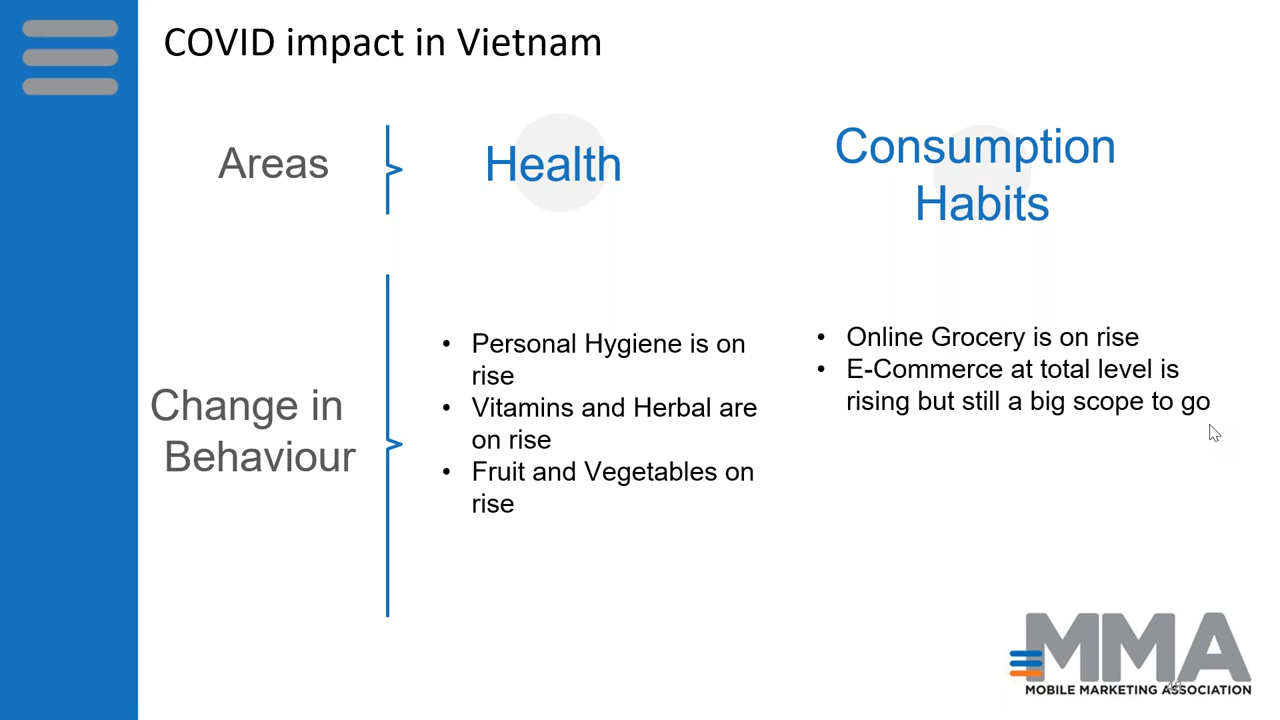 COVID impact in Vietnam
Areas
Health
Consumption
Habits
Change in
Behaviour
• Personal Hygiene is on
rise
• Vitamins and Herbal are
on rise
• Fruit and Vegetables on
rise
• Online Grocery is on rise
• E-Commerce at total level is
rising but still a big scope to go
MMA
MOBILE MARKETING ASSOCIATION